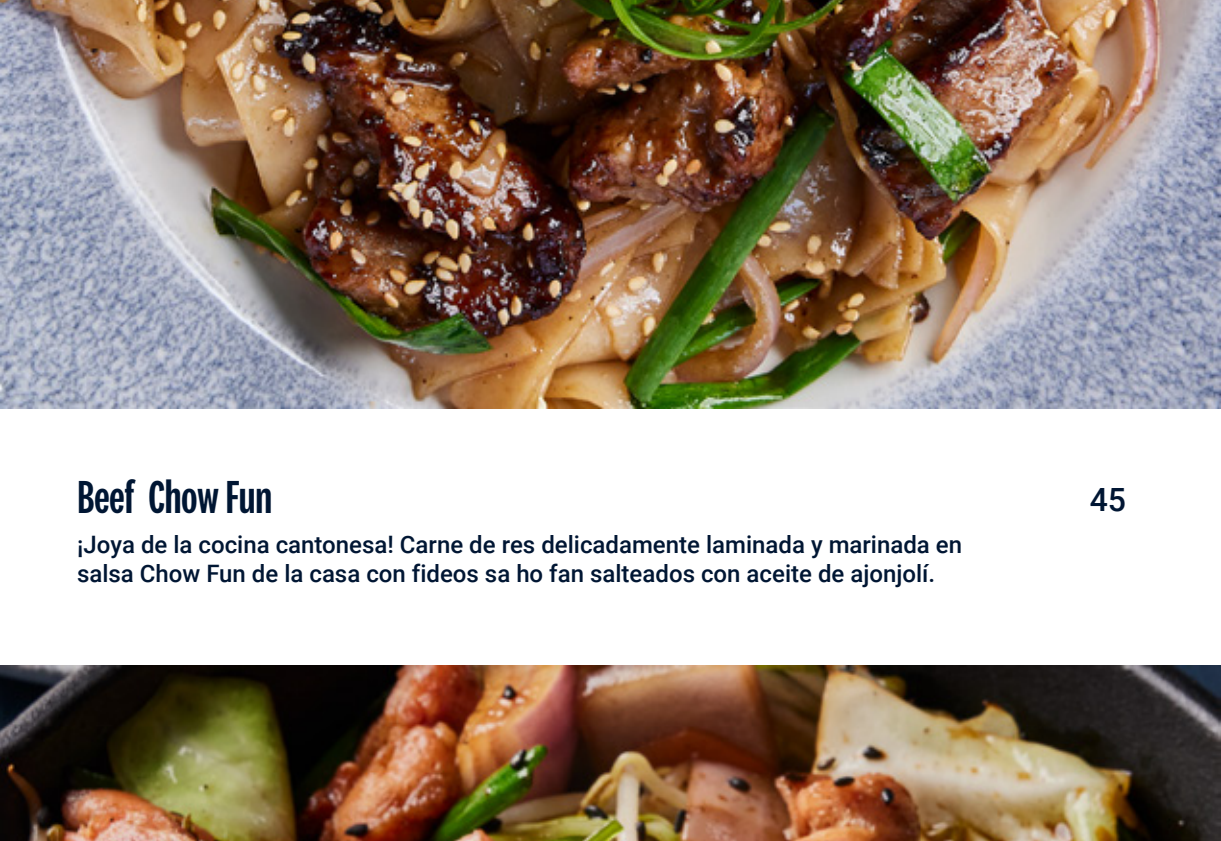 Beef Chow Fun
45
¡Joya de la cocina cantonesa! Carne de res delicadamente laminada y marinada en
salsa Chow Fun de la casa con fideos sa ho fan salteados con aceite de ajonjolí.